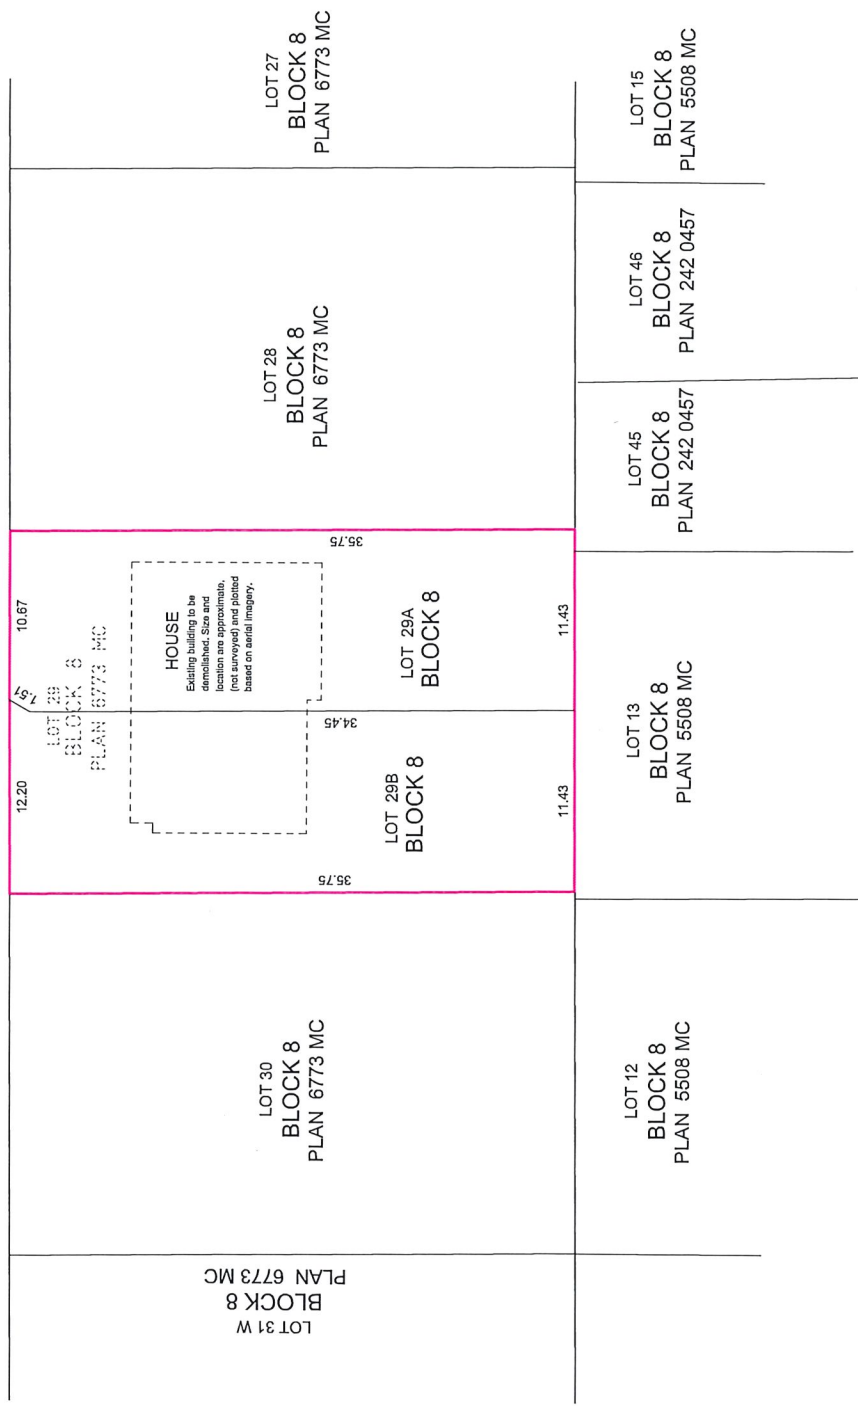 LOT 27
BLOCK 8
PLAN 6773 MC
LOT 15
BLOCK 8
PLAN 5508 MC
LOT 28
BLOCK 8
PLAN 6773 MC
LOT 46
BLOCK 8
PLAN 242 0457
LOT 45
BLOCK 8
PLAN 242 0457
10.67
1.51
12.20
LOT 29
BLOCK 8
PLAN 6773 MC
HOUSE
Existing building to be
demolished. Size and
location are approximate,
(not surveyed) and plotted
based on aerial imagery.
35.75
34.45
35.75
LOT 29A
BLOCK 8
LOT 29B
BLOCK 8
11.43
11.43
LOT 13
BLOCK 8
PLAN 5508 MC
LOT 30
BLOCK 8
PLAN 6773 MC
LOT 12
BLOCK 8
PLAN 5508 MC
LOT 31 W
BLOCK 8
PLAN 6773 MC